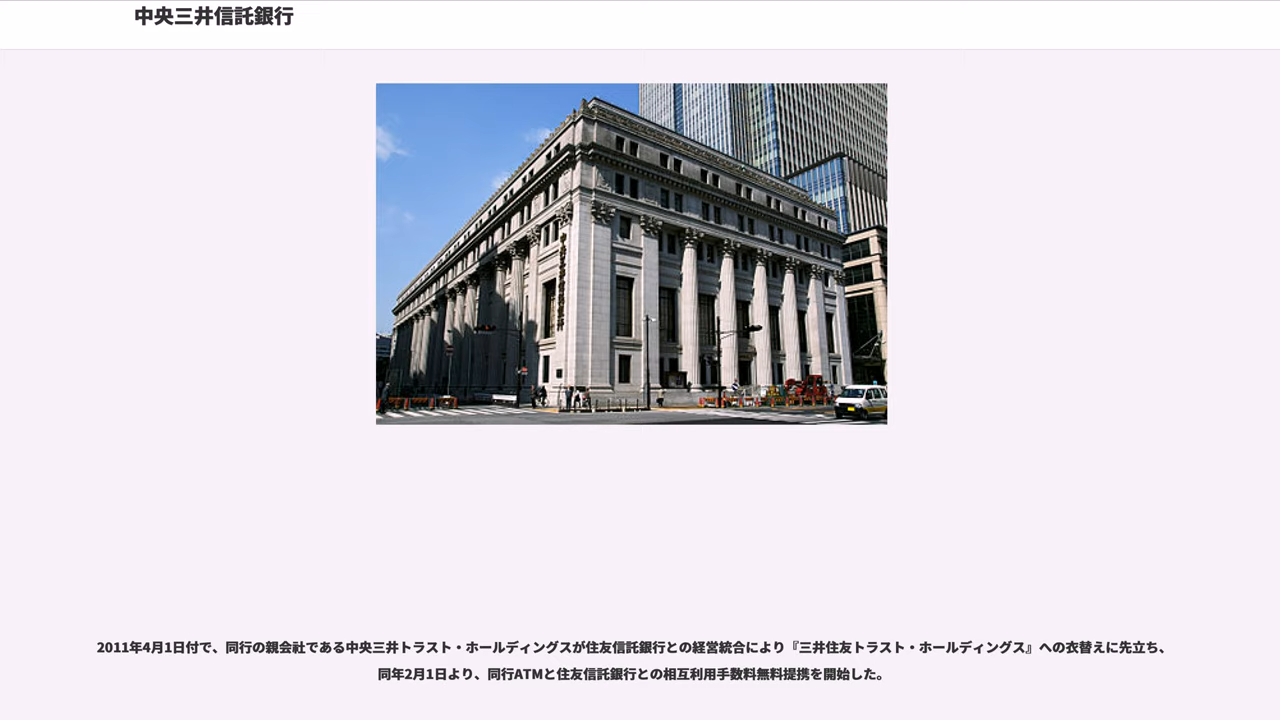 中央三井信託銀行
2011年4月1日付で、同行の親会社である中央三井トラスト・ホールディングスが住友信託銀行との経営統合により『三井住友トラスト・ホールディングス』への衣替えに先立ち、
同年2月1日より、同行ATMと住友信託銀行との相互利用手数料無料提携を開始した。